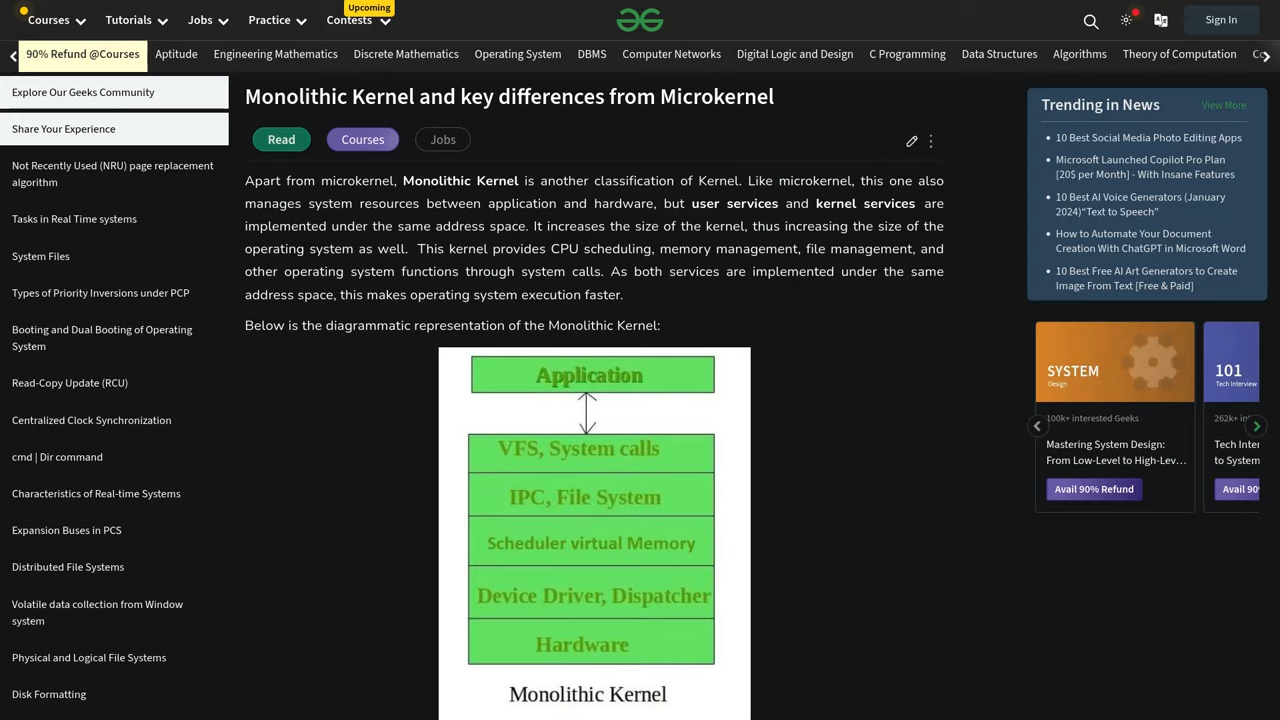 Upcoming
Courses
Tutorials
Jobs
Practice
Contests
Sign In
90% Refund @Courses
Aptitude
Engineering Mathematics
Discrete Mathematics
Operating System
DBMS
Computer Networks
Digital Logic and Design
C Programming
Data Structures
Algorithms
Theory of Computation
Explore Our Geeks Community
Share Your Experience
Not Recently Used (NRU) page replacement
algorithm
Tasks in Real Time systems
System Files
Types of Priority Inversions under PCP
Booting and Dual Booting of Operating
System
Read-Copy Update (RCU)
Centralized Clock Synchronization
cmd | Dir command
Characteristics of Real-time Systems
Expansion Buses in PCS
Distributed File Systems
Volatile data collection from Window
system
Physical and Logical File Systems
Disk Formatting
Monolithic Kernel and key differences from Microkernel
Read
Courses
Jobs
Apart from microkernel, Monolithic Kernel is another classification of Kernel. Like microkernel, this one also
manages system resources between application and hardware, but user services and kernel services are
implemented under the same address space. It increases the size of the kernel, thus increasing the size of the
operating system as well. This kernel provides CPU scheduling, memory management, file management, and
other operating system functions through system calls. As both services are implemented under the same
address space, this makes operating system execution faster.
Below is the diagrammatic representation of the Monolithic Kernel:
Application
VFS, System calls
IPC, File System
Scheduler virtual Memory
Device Driver, Dispatcher
Hardware
Monolithic Kernel
Trending in News
View More
10 Best Social Media Photo Editing Apps
Microsoft Launched Copilot Pro Plan
[20$ per Month] - With Insane Features
10 Best AI Voice Generators (January
2024)“Text to Speech”
How to Automate Your Document
Creation With ChatGPT in Microsoft Word
10 Best Free AI Art Generators to Create
Image From Text [Free & Paid]
SYSTEM
Design
100k+ interested Geeks
Mastering System Design:
From Low-Level to High-Lev...
Avail 90% Refund
101
Tech Interview
262k+
Tech
to System
Avail